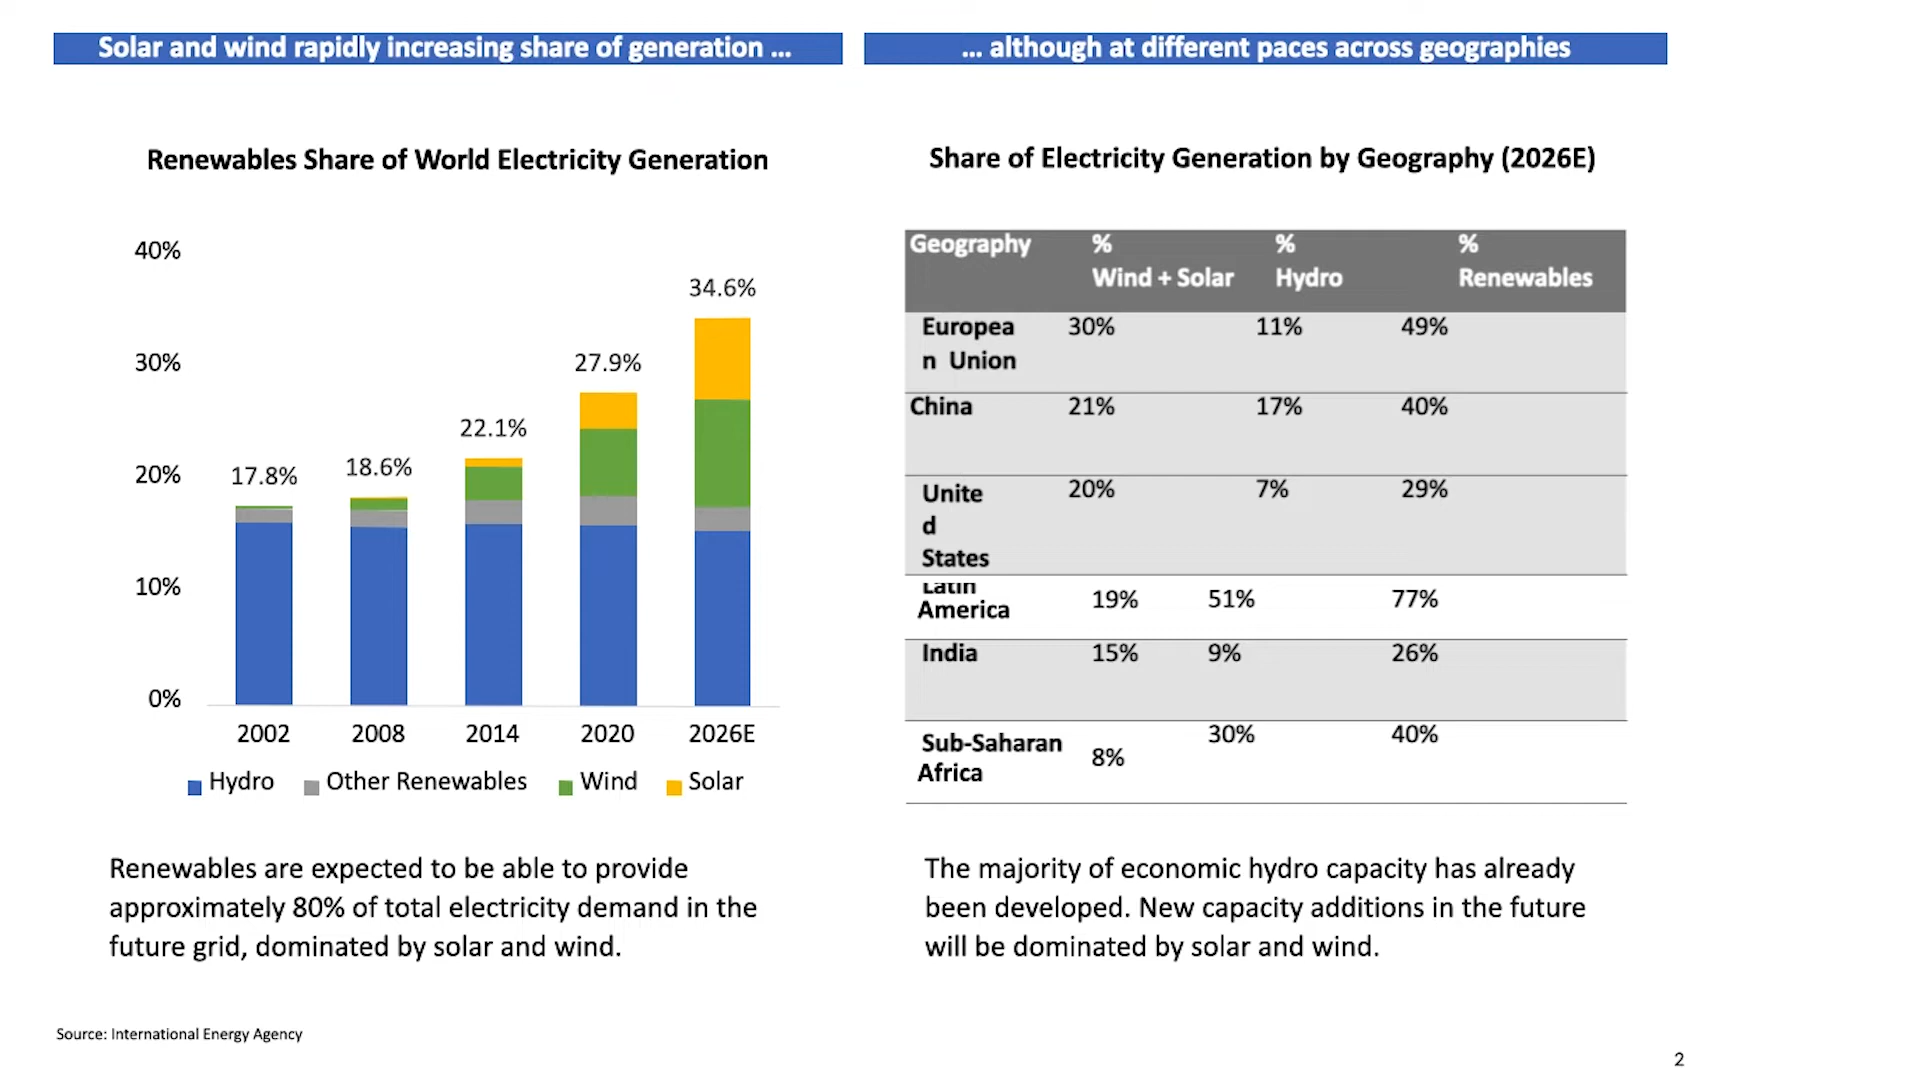 Solar and wind rapidly increasing share of generation ...
... although at different paces across geographies
Renewables Share of World Electricity Generation
40%
30%
20%
10%
0%
17.8%
18.6%
22.1%
27.9%
34.6%
2002 2008 2014 2020 2026E
Hydro Other Renewables Wind Solar
Renewables are expected to be able to provide
approximately 80% of total electricity demand in the
future grid, dominated by solar and wind.
Share of Electricity Generation by Geography (2026E)
Geography % % %
Wind + Solar Hydro Renewables
Europea 30% 11% 49%
n Union
China 21% 17% 40%
Unite 20% 7% 29%
d
States
Latin
America 19% 51% 77%
India 15% 9% 26%
Sub-Saharan 30% 40%
Africa 8%
The majority of economic hydro capacity has already
been developed. New capacity additions in the future
will be dominated by solar and wind.
Source: International Energy Agency
2